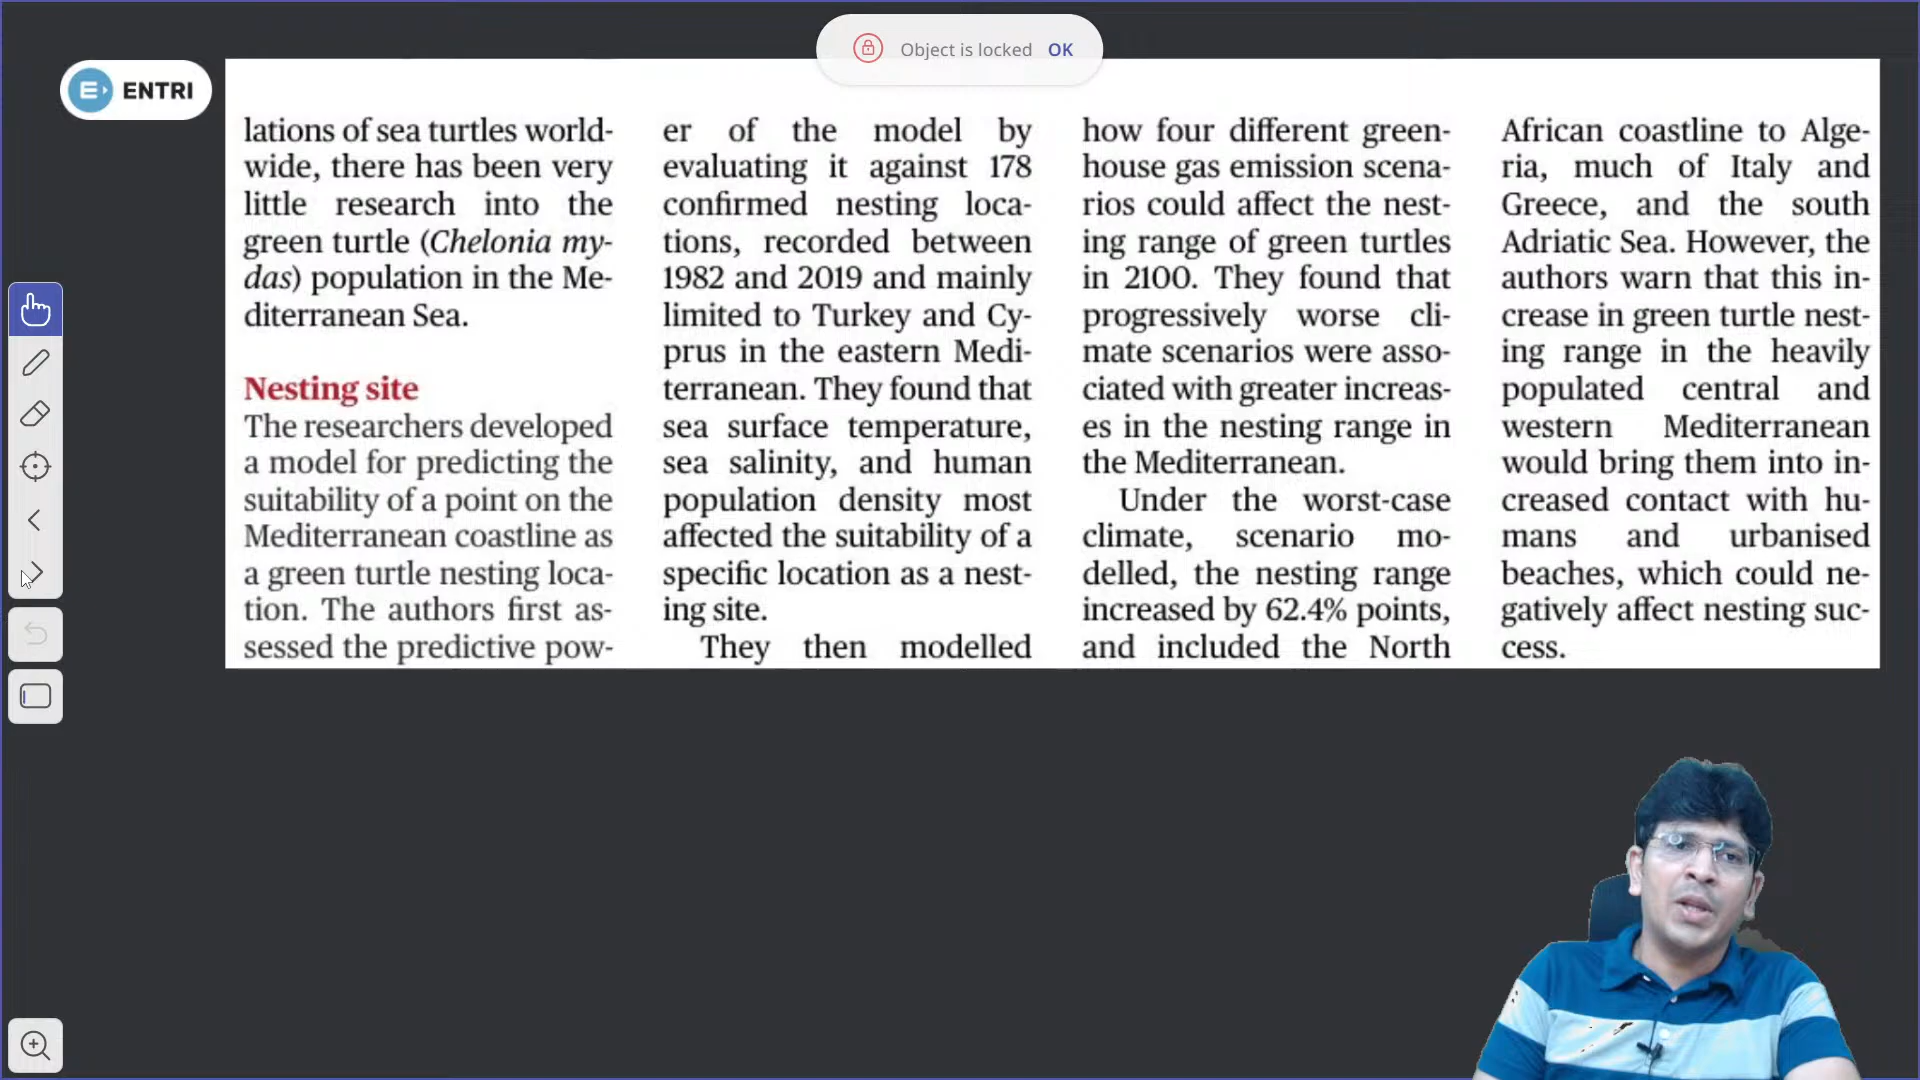 Object is locked OK
ENTRI
lations of sea turtles world-
wide, there has been very
little research into the
green turtle (Chelonia my-
das) population in the Me-
diterranean Sea.
Nesting site
The researchers developed
a model for predicting the
suitability of a point on the
Mediterranean coastline as
a green turtle nesting loca-
tion. The authors first as-
sessed the predictive pow-
er of the model by
evaluating it against 178
confirmed nesting loca-
tions, recorded between
1982 and 2019 and mainly
limited to Turkey and Cy-
prus in the eastern Medi-
terranean. They found that
sea surface temperature,
sea salinity, and human
population density most
affected the suitability of a
specific location as a nest-
ing site.
They then modelled
how four different green-
house gas emission scena-
rios could affect the nest-
ing range of green turtles
in 2100. They found that
progressively worse cli-
mate scenarios were asso-
ciated with greater increas-
es in the nesting range in
the Mediterranean.
Under the worst-case
climate, scenario mo-
delled, the nesting range
increased by 62.4% points,
and included the North
African coastline to Alge-
ria, much of Italy and
Greece, and the south
Adriatic Sea. However, the
authors warn that this in-
crease in green turtle nest-
ing range in the heavily
populated central and
western Mediterranean
would bring them into in-
creased contact with hu-
mans and urbanised
beaches, which could ne-
gatively affect nesting suc-
cess.